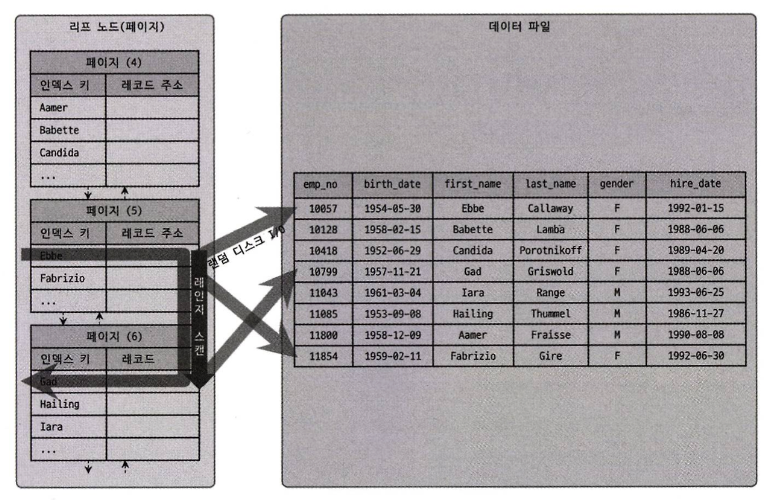 리프 노드(페이지)
페이지 (4)
인덱스 키 레코드 주소
Aamer
Babette
Candida
...
페이지 (5)
인덱스 키 레코드 주소
Ebbe
Fabrizio
...
페이지 (6)
인덱스 키 레코드
Gad
Hailing
Iara
...
레인지 스캔
랜덤 디스크 I/O
데이터 파일
emp_no birth_date first_name last_name gender hire_date
10057 1954-05-30 Ebbe Callaway F 1992-01-15
10128 1958-02-15 Babette Lamba F 1988-06-06
10418 1952-06-29 Candida Porotnikoff F 1989-04-20
10799 1957-11-21 Gad Griswold F 1988-06-06
11043 1961-03-04 Iara Range M 1993-06-25
11085 1953-09-08 Hailing Thummel M 1986-11-27
11800 1958-12-09 Aamer Fraisse M 1990-08-08
11854 1959-02-11 Fabrizio Gire F 1992-06-30